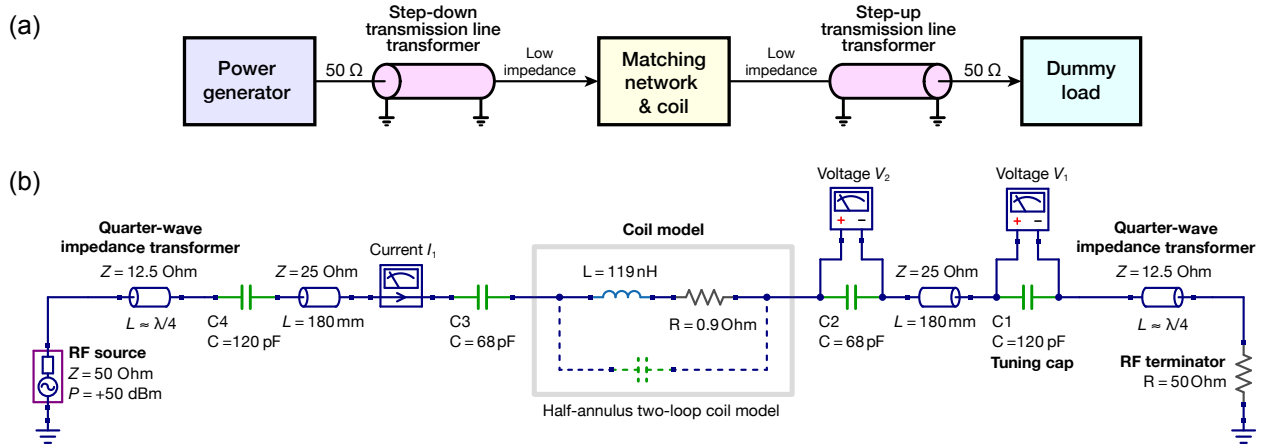 (a)
Step-down
transmission line
transformer
Step-up
transmission line
transformer
Power
generator
50 Ω
Low
impedance
Matching
network
& coil
Low
impedance
50 Ω
Dummy
load
(b)
Quarter-wave
impedance transformer
Z = 12.5 Ohm
L ≈ λ/4
RF source
Z = 50 Ohm
P = +50 dBm
C4
C = 120 pF
Z = 25 Ohm
L = 180 mm
Current I₁
C3
C = 68 pF
Coil model
L = 119 nH
R = 0.9 Ohm
Half-annulus two-loop coil model
Voltage V₂
+ −
C2
C = 68 pF
Z = 25 Ohm
L = 180 mm
Voltage V₁
+ −
C1
C = 120 pF
Tuning cap
Quarter-wave
impedance transformer
Z = 12.5 Ohm
L ≈ λ/4
RF terminator
R = 50 Ohm